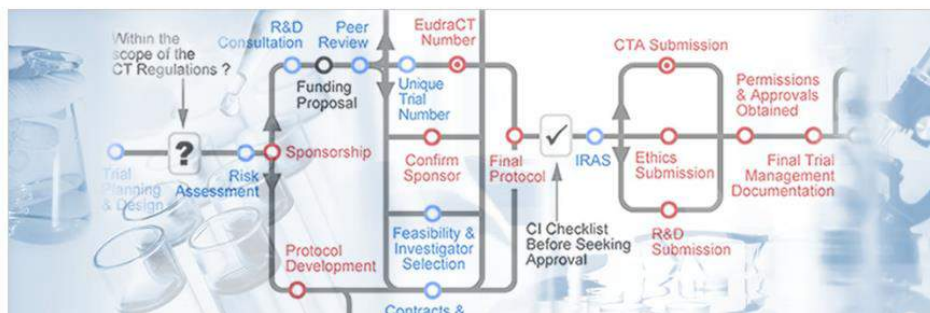 Within the
scope of the
CT Regulations ?
?
Trial
Planning
& Design
Risk
Assessment
R&D
Consultation
Funding
Proposal
Peer
Review
Sponsorship
Protocol
Development
Unique
Trial
Number
EudraCT
Number
Confirm
Sponsor
Feasibility &
Investigator
Selection
Contracts &
Final
Protocol
CI Checklist
Before Seeking
Approval
IRAS
CTA Submission
Ethics
Submission
R&D
Submission
Permissions
& Approvals
Obtained
Final Trial
Management
Documentation